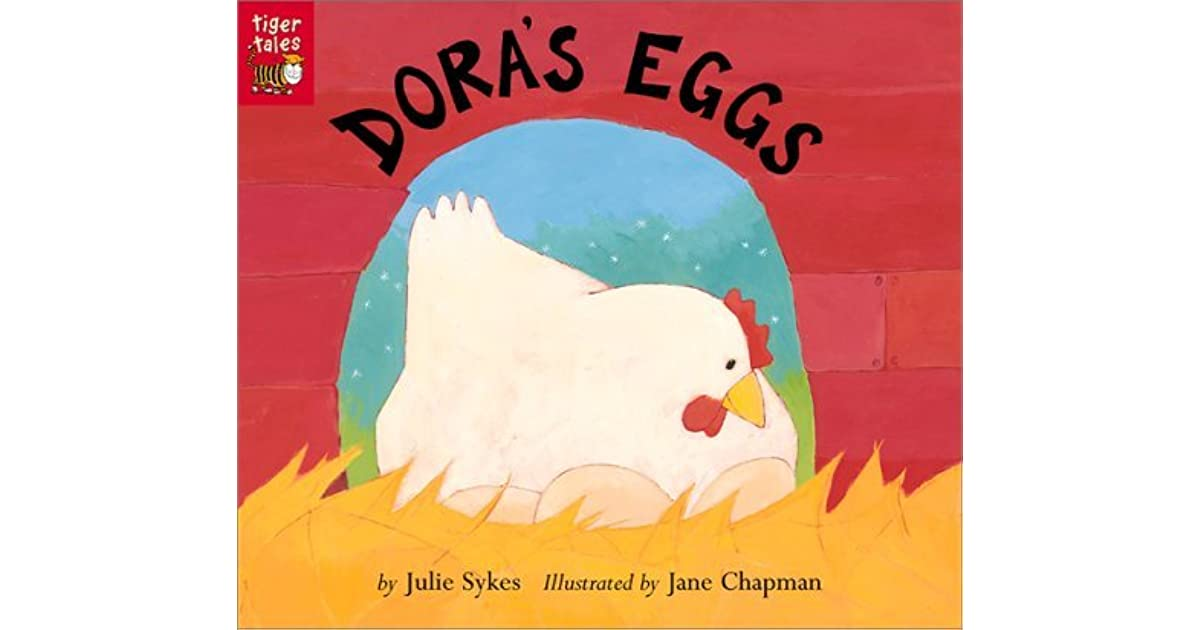 tiger
tales
DORA'S EGGS
by Julie Sykes Illustrated by Jane Chapman